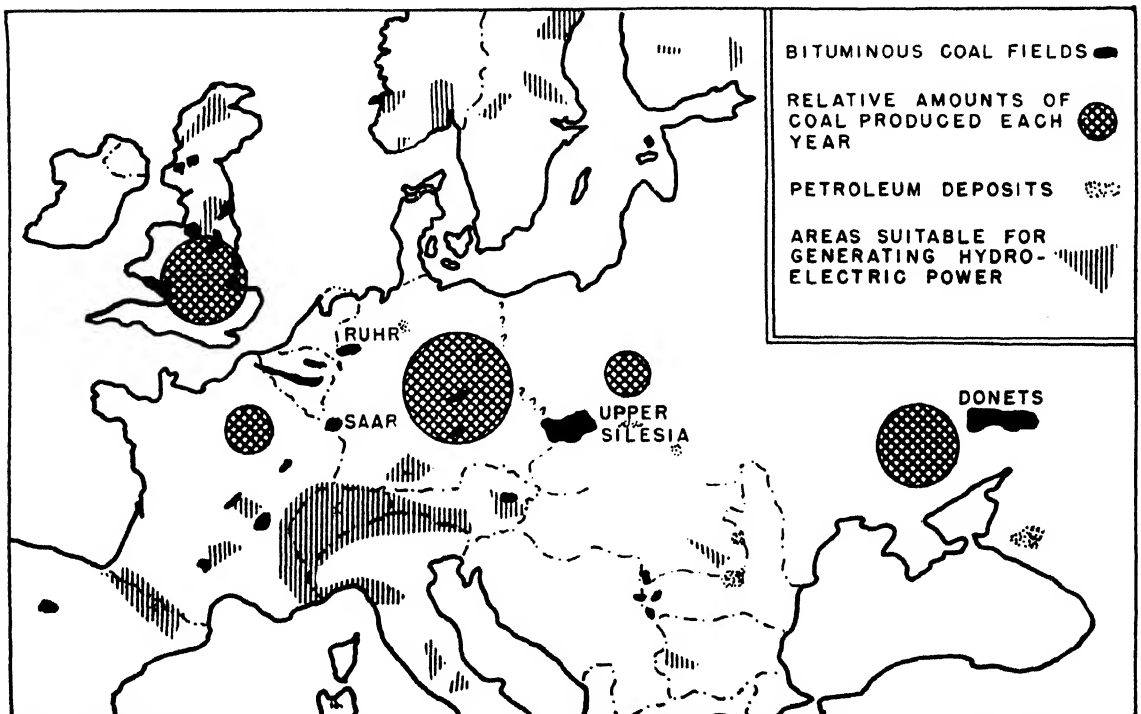 BITUMINOUS COAL FIELDS
RELATIVE AMOUNTS OF
COAL PRODUCED EACH
YEAR
PETROLEUM DEPOSITS
AREAS SUITABLE FOR
GENERATING HYDRO-
ELECTRIC POWER
RUHR
SAAR
UPPER
SILESIA
DONETS